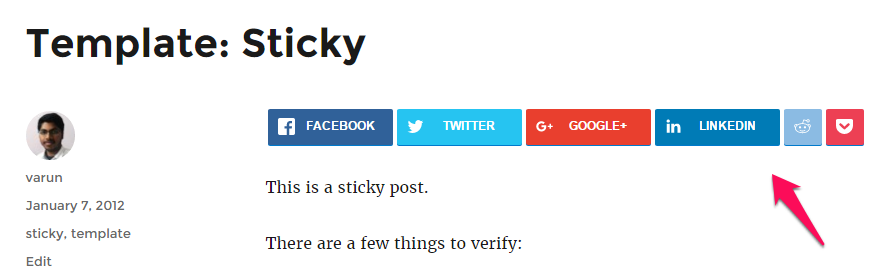 Template: Sticky
FACEBOOK TWITTER GOOGLE+ LINKEDIN
varun
January 7, 2012
sticky, template
Edit
This is a sticky post.
There are a few things to verify: